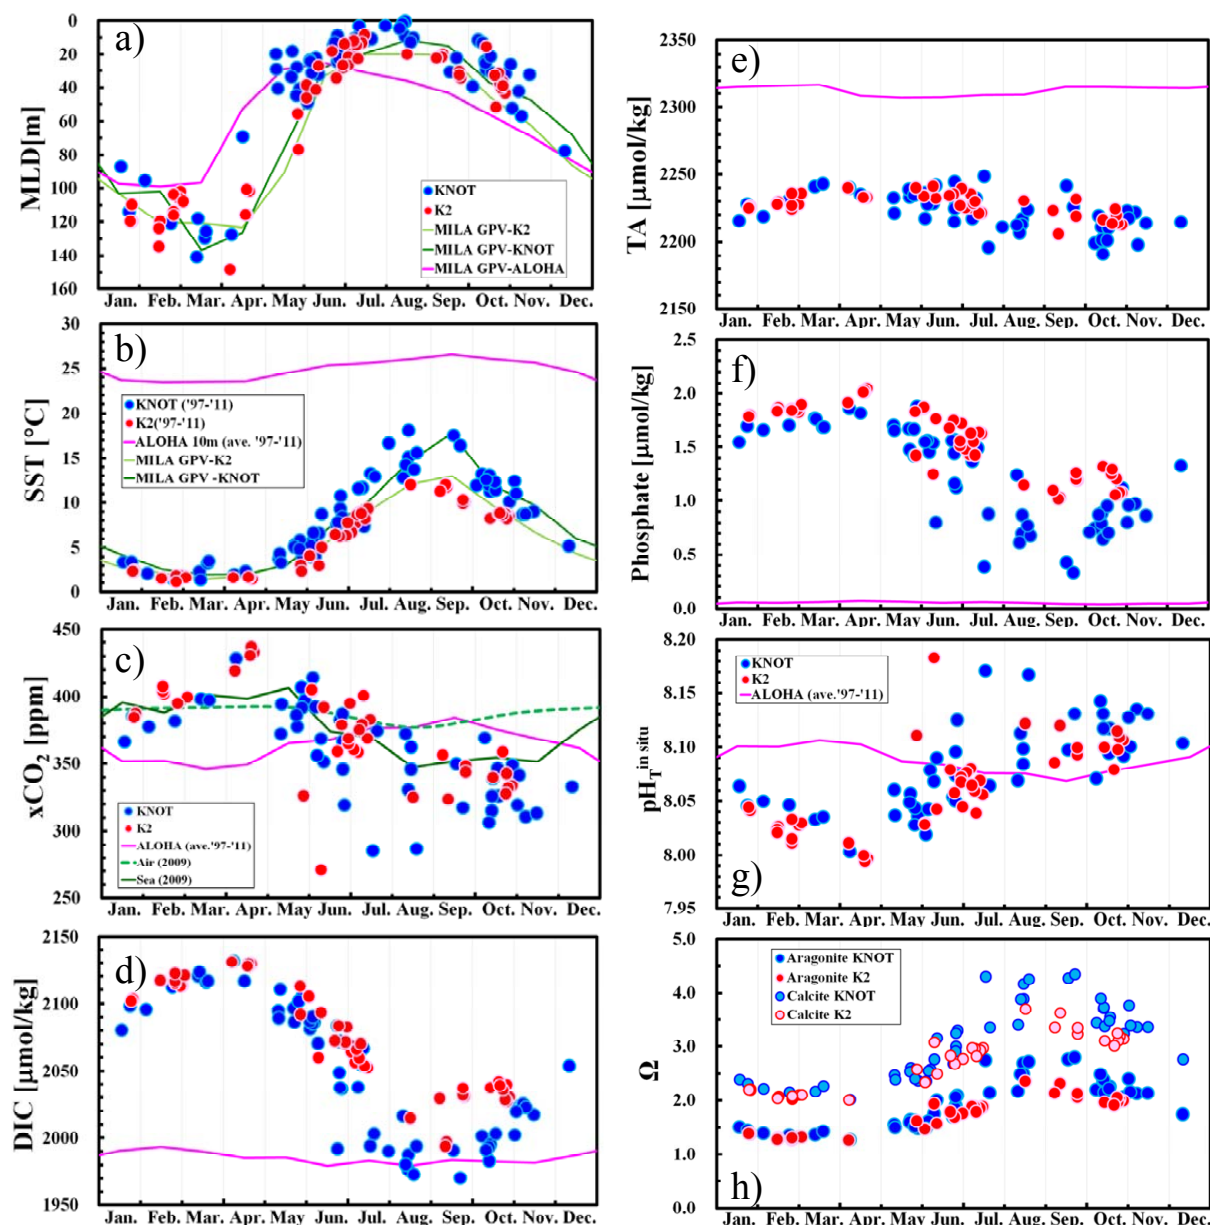 a)
MLD[m]
0
20
40
60
80
100
120
140
160
KNOT
K2
MILA GPV-K2
MILA GPV-KNOT
MILA GPV-ALOHA
Jan. Feb. Mar. Apr. May Jun. Jul. Aug. Sep. Oct. Nov. Dec.
b)
SST [°C]
30
25
20
15
10
5
0
KNOT ('97-'11)
K2('97-'11)
ALOHA 10m (ave. '97-'11)
MILA GPV-K2
MILA GPV -KNOT
Jan. Feb. Mar. Apr. May Jun. Jul. Aug. Sep. Oct. Nov. Dec.
c)
xCO2 [ppm]
450
400
350
300
250
KNOT
K2
ALOHA (ave.'97-'11)
Air (2009)
Sea (2009)
Jan. Feb. Mar. Apr. May Jun. Jul. Aug. Sep. Oct. Nov. Dec.
d)
DIC [µmol/kg]
2150
2100
2050
2000
1950
Jan. Feb. Mar. Apr. May Jun. Jul. Aug. Sep. Oct. Nov. Dec.
e)
TA [µmol/kg]
2350
2300
2250
2200
2150
Jan. Feb. Mar. Apr. May Jun. Jul. Aug. Sep. Oct. Nov. Dec.
f)
Phosphate [µmol/kg]
2.5
2.0
1.5
1.0
0.5
0.0
Jan. Feb. Mar. Apr. May Jun. Jul. Aug. Sep. Oct. Nov. Dec.
g)
pHT in situ
8.20
8.15
8.10
8.05
8.00
7.95
KNOT
K2
ALOHA (ave.'97-'11)
Jan. Feb. Mar. Apr. May Jun. Jul. Aug. Sep. Oct. Nov. Dec.
h)
Ω
5.0
4.0
3.0
2.0
1.0
0.0
Aragonite KNOT
Aragonite K2
Calcite KNOT
Calcite K2
Jan. Feb. Mar. Apr. May Jun. Jul. Aug. Sep. Oct. Nov. Dec.